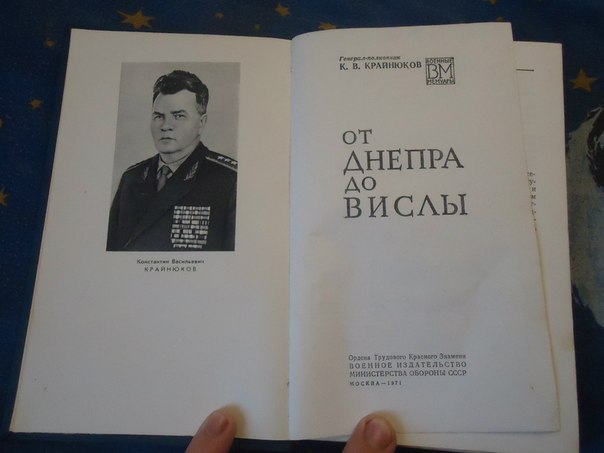 Константин Васильевич
КРАЙНЮКОВ
Генерал-полковник
К. В. КРАЙНЮКОВ
ВОЕННЫЕ
ВМ
МЕМУАРЫ
ОТ
ДНЕПРА
ДО
ВИСЛЫ
Ордена Трудового Красного Знамени
ВОЕННОЕ ИЗДАТЕЛЬСТВО
МИНИСТЕРСТВА ОБОРОНЫ СССР
МОСКВА—1971